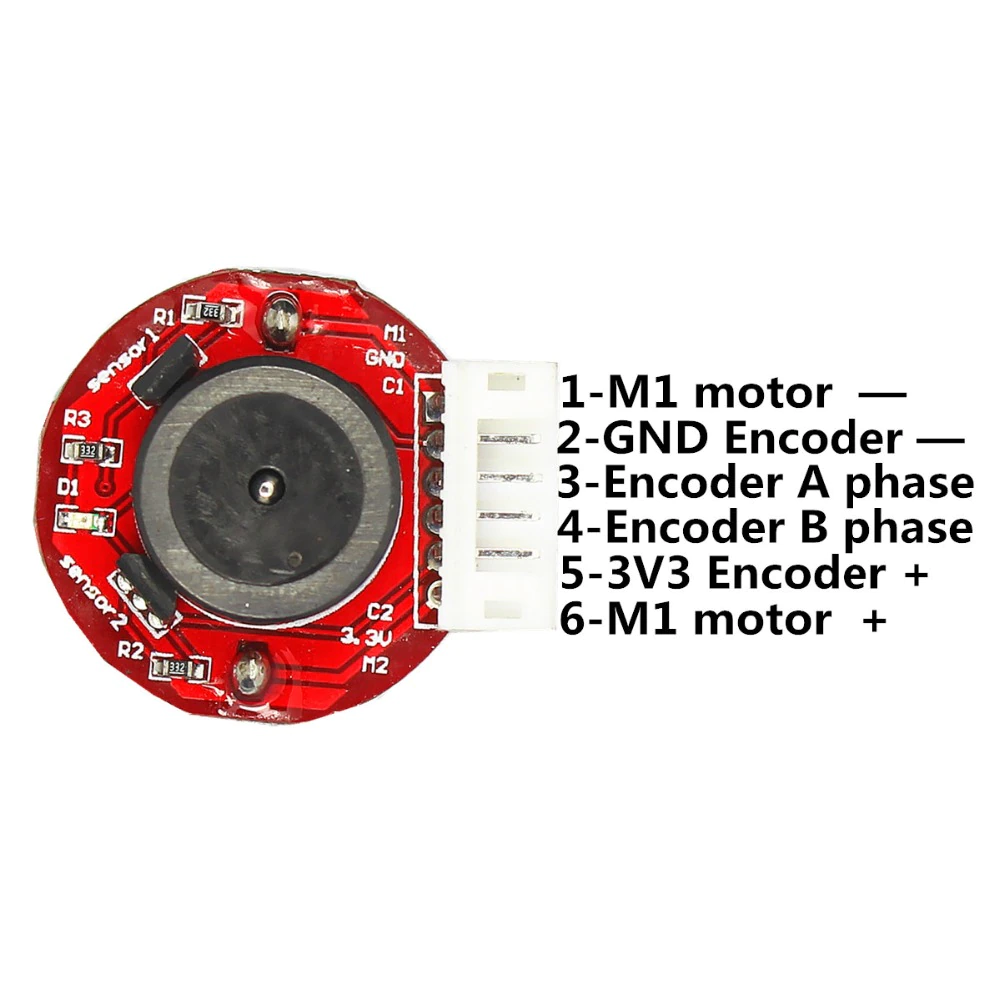 R1
332
M1
GND
C1
sensor1
R3
332
D1
sensor2
C2
3.3V
M2
R2
332
1-M1 motor —
2-GND Encoder —
3-Encoder A phase
4-Encoder B phase
5-3V3 Encoder +
6-M1 motor +